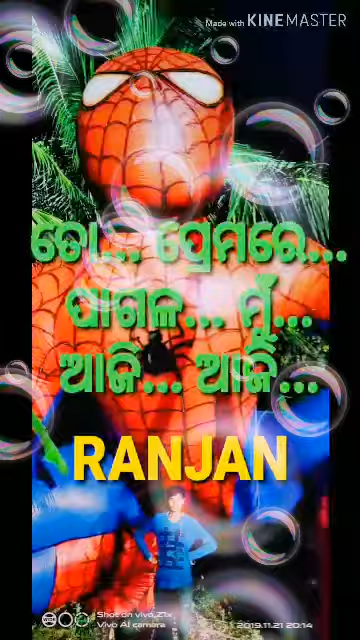 Made with KINEMASTER
ତୋ... ପ୍ରେମରେ...
ପାଗଳ... ମୁଁ...
ଆଜି... ଆଜି...
RANJAN
Shot on vivo Z1x
Vivo AI camera
2019.11.21 20:14